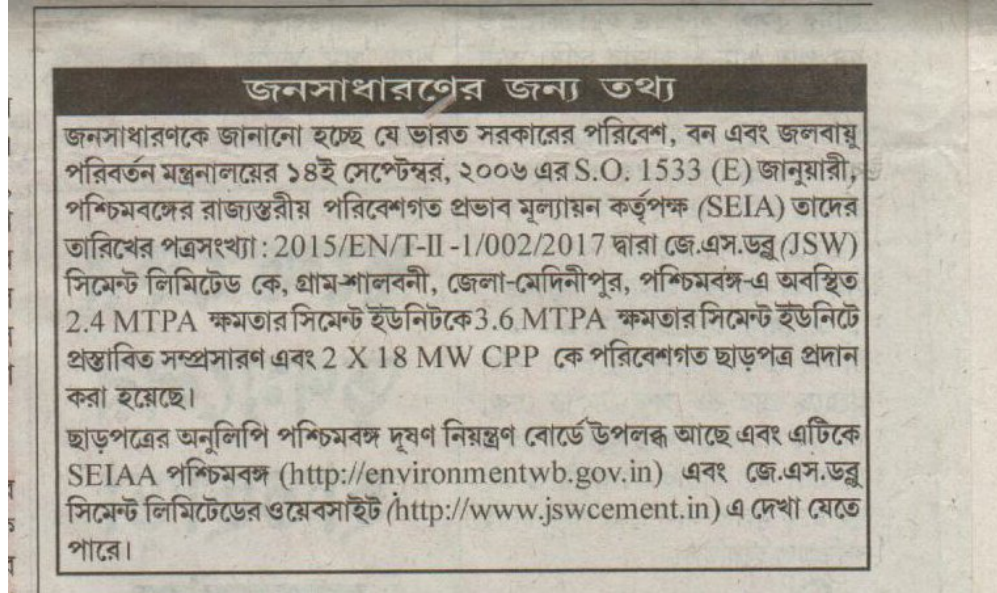 জনসাধারণের জন্য তথ্য
জনসাধারণকে জানানো হচ্ছে যে ভারত সরকারের পরিবেশ, বন এবং জলবায়ু
পরিবর্তন মন্ত্রনালয়ের ১৪ই সেপ্টেম্বর, ২০০৬ এর S.O. 1533 (E) জানুয়ারী,
পশ্চিমবঙ্গের রাজ্যস্তরীয় পরিবেশগত প্রভাব মূল্যায়ন কর্তৃপক্ষ (SEIA) তাদের
তারিখের পত্রসংখ্যা : 2015/EN/T-II -1/002/2017 দ্বারা জে.এস.ডব্লু (JSW)
সিমেন্ট লিমিটেড কে, গ্রাম-শালবনী, জেলা-মেদিনীপুর, পশ্চিমবঙ্গ-এ অবস্থিত
2.4 MTPA ক্ষমতার সিমেন্ট ইউনিটকে 3.6 MTPA ক্ষমতার সিমেন্ট ইউনিটে
প্রস্তাবিত সম্প্রসারণ এবং 2 X 18 MW CPP কে পরিবেশগত ছাড়পত্র প্রদান
করা হয়েছে।
ছাড়পত্রের অনুলিপি পশ্চিমবঙ্গ দূষণ নিয়ন্ত্রণ বোর্ডে উপলব্ধ আছে এবং এটিকে
SEIAA পশ্চিমবঙ্গ (http://environmentwb.gov.in) এবং জে.এস.ডব্লু
সিমেন্ট লিমিটেডের ওয়েবসাইট (http://www.jswcement.in) এ দেখা যেতে
পারে।